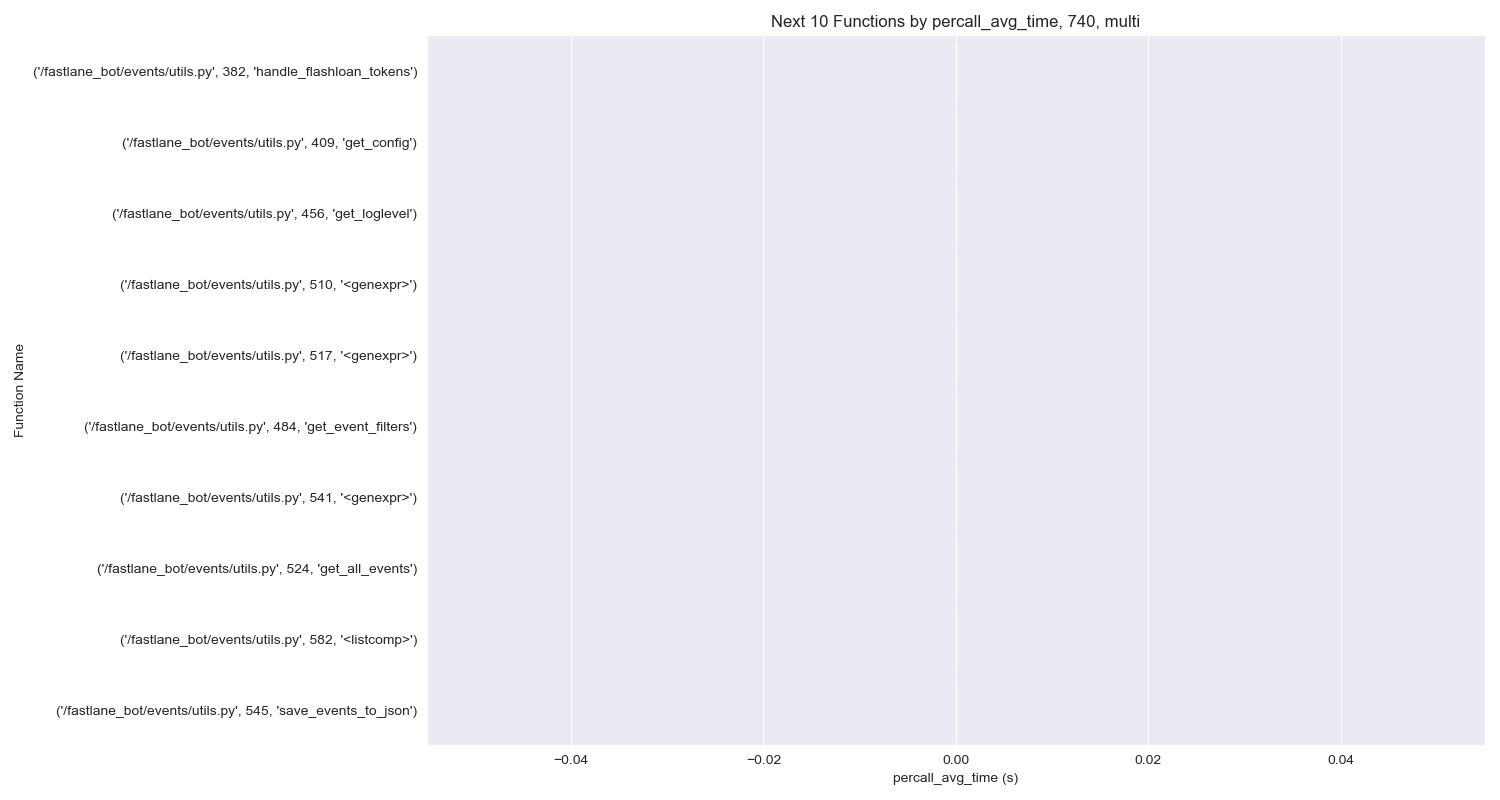 Next 10 Functions by percall_avg_time, 740, multi
('/fastlane_bot/events/utils.py', 382, 'handle_flashloan_tokens')
('/fastlane_bot/events/utils.py', 409, 'get_config')
('/fastlane_bot/events/utils.py', 456, 'get_loglevel')
('/fastlane_bot/events/utils.py', 510, '<genexpr>')
('/fastlane_bot/events/utils.py', 517, '<genexpr>')
('/fastlane_bot/events/utils.py', 484, 'get_event_filters')
('/fastlane_bot/events/utils.py', 541, '<genexpr>')
('/fastlane_bot/events/utils.py', 524, 'get_all_events')
('/fastlane_bot/events/utils.py', 582, '<listcomp>')
('/fastlane_bot/events/utils.py', 545, 'save_events_to_json')
Function Name
−0.04 −0.02 0.00 0.02 0.04
percall_avg_time (s)